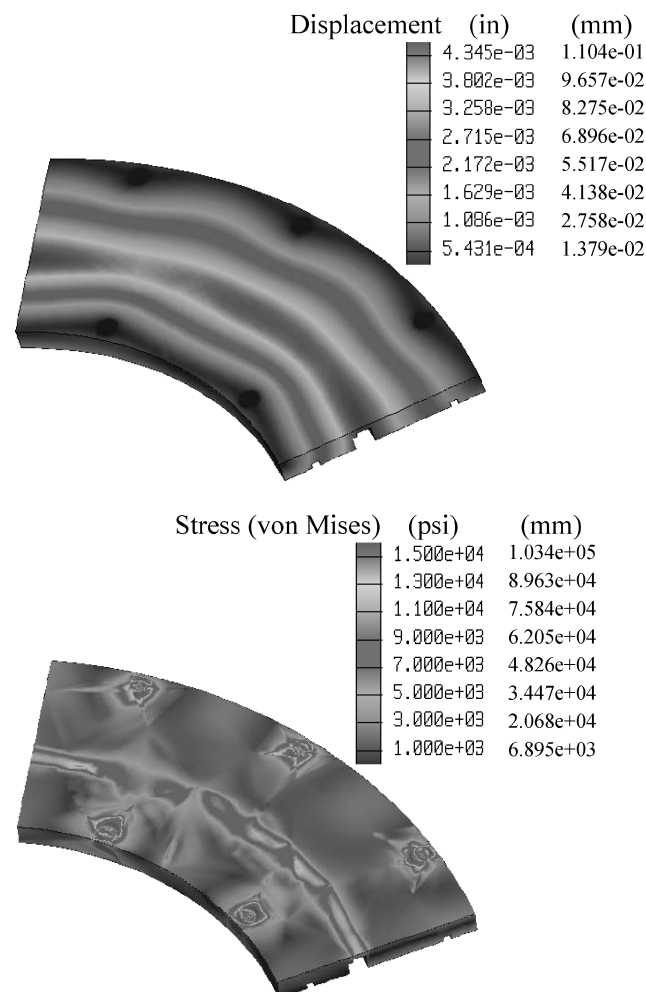 Displacement (in) (mm)
4.345e-03 1.104e-01
3.802e-03 9.657e-02
3.258e-03 8.275e-02
2.715e-03 6.896e-02
2.172e-03 5.517e-02
1.629e-03 4.138e-02
1.086e-03 2.758e-02
5.431e-04 1.379e-02
Stress (von Mises) (psi) (mm)
1.500e+04 1.034e+05
1.300e+04 8.963e+04
1.100e+04 7.584e+04
9.000e+03 6.205e+04
7.000e+03 4.826e+04
5.000e+03 3.447e+04
3.000e+03 2.068e+04
1.000e+03 6.895e+03